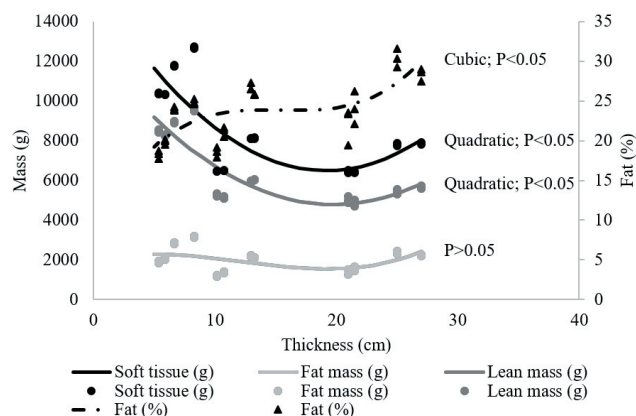 14000
12000
10000
8000
6000
4000
2000
0
Mass (g)
35
30
25
20
15
10
5
0
Fat (%)
Cubic; P<0.05
Quadratic; P<0.05
Quadratic; P<0.05
P>0.05
0 10 20 30 40
Thickness (cm)
Soft tissue (g) Fat mass (g) Lean mass (g)
Soft tissue (g) Fat mass (g) Lean mass (g)
Fat (%) Fat (%)